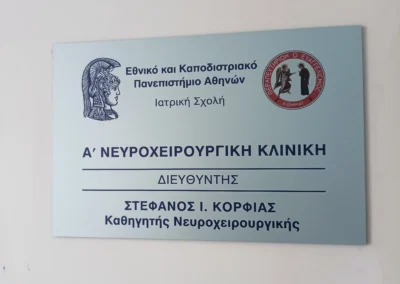 Εθνικό και Καποδιστριακό
Πανεπιστήμιο Αθηνών
Ιατρική Σχολή
Α’ ΝΕΥΡΟΧΕΙΡΟΥΡΓΙΚΗ ΚΛΙΝΙΚΗ
ΔΙΕΥΘΥΝΤΗΣ
ΣΤΕΦΑΝΟΣ Ι. ΚΟΡΦΙΑΣ
Καθηγητής Νευροχειρουργικής